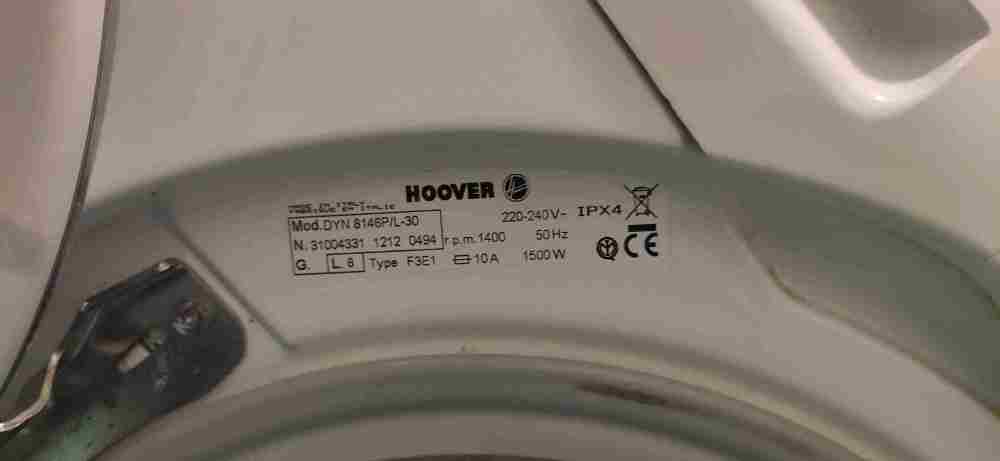 HOOVER
Mod.DYN 8146P/L-30
220-240V~ IPX4
N. 31004331 1212 0494 r.p.m.1400 50Hz
G. L. 8 Type F3E1 10A 1500W
CE